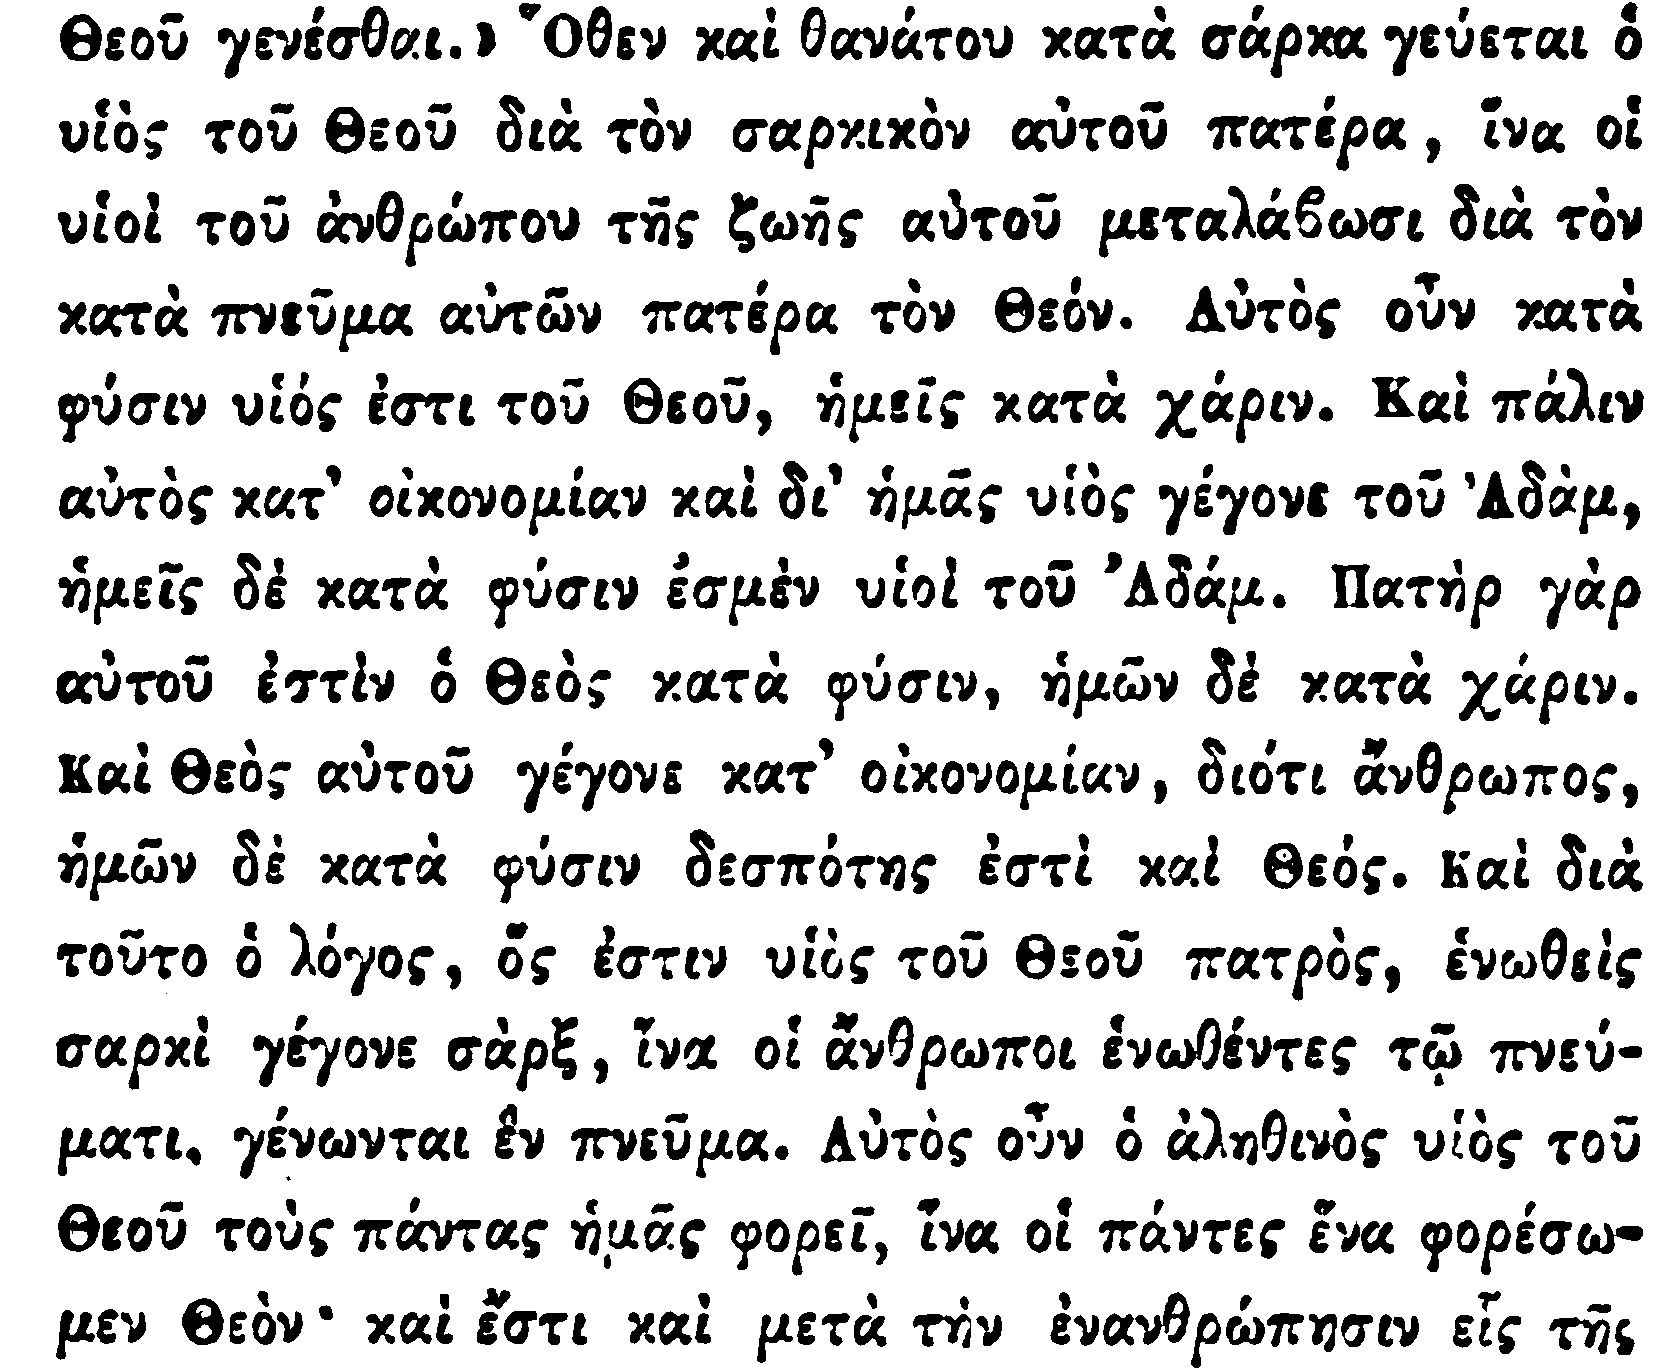 Θεοῦ γενέσθαι.» Ὅθεν καὶ θανάτου κατὰ σάρκα γεύεται ὁ
υἱὸς τοῦ Θεοῦ διὰ τὸν σαρκικὸν αὐτοῦ πατέρα, ἵνα οἱ
υἱοὶ τοῦ ἀνθρώπου τῆς ζωῆς αὐτοῦ μεταλάϐωσι διὰ τὸν
κατὰ πνεῦμα αὐτῶν πατέρα τὸν Θεόν. Αὐτὸς οὖν κατὰ
φύσιν υἱός ἐστι τοῦ Θεοῦ, ἡμεῖς κατὰ χάριν. Καὶ πάλιν
αὐτὸς κατ’ οἰκονομίαν καὶ δι’ ἡμᾶς υἱὸς γέγονε τοῦ Ἀδὰμ,
ἡμεῖς δὲ κατὰ φύσιν ἐσμὲν υἱοὶ τοῦ Ἀδάμ. Πατὴρ γὰρ
αὐτοῦ ἐστὶν ὁ Θεὸς κατὰ φύσιν, ἡμῶν δὲ κατὰ χάριν.
Καὶ Θεὸς αὐτοῦ γέγονε κατ’ οἰκονομίαν, διότι ἄνθρωπος,
ἡμῶν δὲ κατὰ φύσιν δεσπότης ἐστὶ καὶ Θεός. Καὶ διὰ
τοῦτο ὁ λόγος, ὅς ἐστιν υἱὸς τοῦ Θεοῦ πατρὸς, ἑνωθεὶς
σαρκὶ γέγονε σὰρξ, ἵνα οἱ ἄνθρωποι ἑνωθέντες τῷ πνεύ-
ματι, γένωνται ἓν πνεῦμα. Αὐτὸς οὖν ὁ ἀληθινὸς υἱὸς τοῦ
Θεοῦ τοὺς πάντας ἡμᾶς φορεῖ, ἵνα οἱ πάντες ἕνα φορέσω-
μεν Θεὸν· καὶ ἔστι καὶ μετὰ τὴν ἐνανθρώπησιν εἷς τῆς